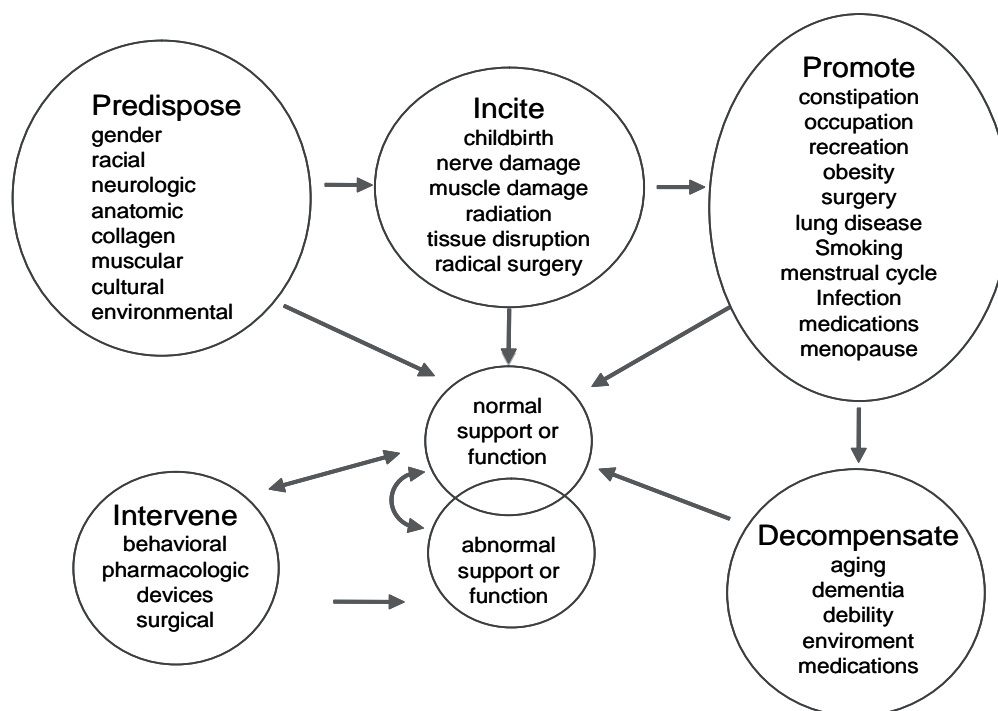 Predispose
gender
racial
neurologic
anatomic
collagen
muscular
cultural
environmental
Incite
childbirth
nerve damage
muscle damage
radiation
tissue disruption
radical surgery
Promote
constipation
occupation
recreation
obesity
surgery
lung disease
Smoking
menstrual cycle
Infection
medications
menopause
normal
support or
function
abnormal
support or
function
Intervene
behavioral
pharmacologic
devices
surgical
Decompensate
aging
dementia
debility
enviroment
medications